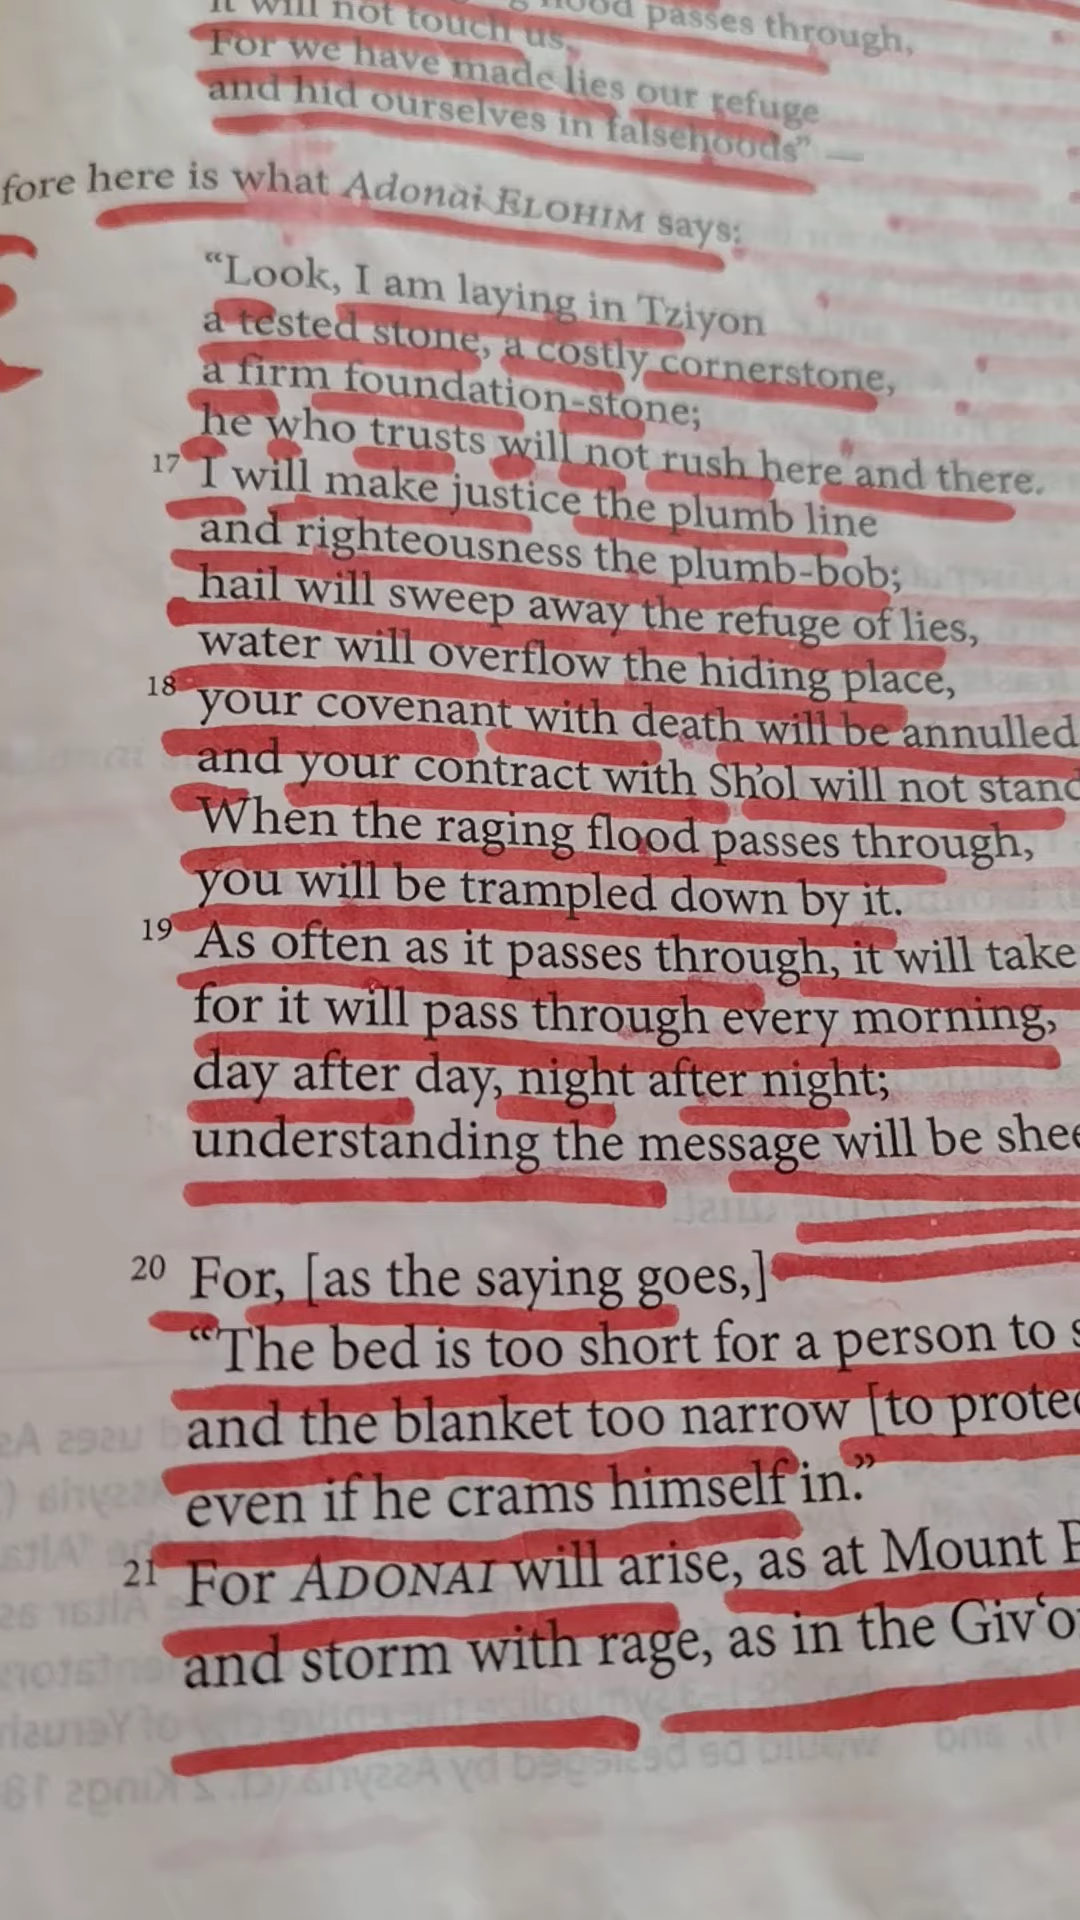 it will not touch us, passes through,
For we have made lies our refuge
and hid ourselves in falsehoods” —
fore here is what Adonai ELOHIM says:
“Look, I am laying in Tziyon
a tested stone, a costly cornerstone,
a firm foundation-stone;
he who trusts will not rush here and there.
17 I will make justice the plumb line
and righteousness the plumb-bob;
hail will sweep away the refuge of lies,
water will overflow the hiding place,
18 your covenant with death will be annulled
and your contract with Sh’ol will not stand
When the raging flood passes through,
you will be trampled down by it.
19 As often as it passes through, it will take
for it will pass through every morning,
day after day, night after night;
understanding the message will be shee
20 For, [as the saying goes,]
“The bed is too short for a person to s
and the blanket too narrow [to protec
even if he crams himself in.”
21 For ADONAI will arise, as at Mount P
and storm with rage, as in the Giv‘o